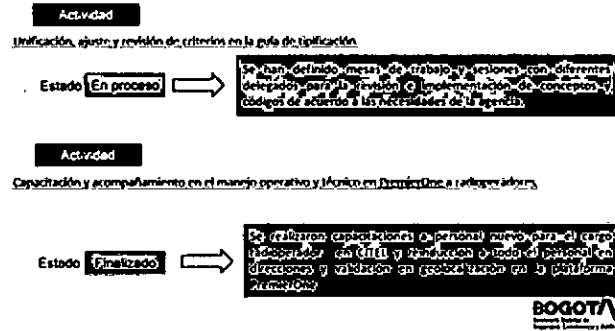 Actividad
Unificación, ajuste y revisión de criterios en la guía de tipificación.
Estado En proceso
Se han definido mesas de trabajo y sesiones con diferentes
delegados para la revisión e implementación de conceptos y
códigos de acuerdo a las necesidades de la agencia.
Actividad
Capacitación y acompañamiento en el manejo operativo y técnico en PremierOne a radioperadores.
Estado Finalizado
Se realizaron capacitaciones a personal nuevo para el cargo
radioperador en CITEL y reinducción a todo el personal en
direcciones y validación en geolocalización en la plataforma
PremierOne
BOGOTÁ